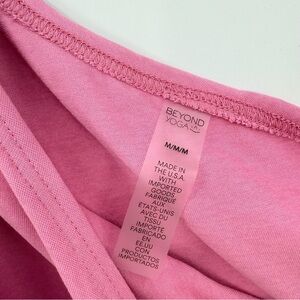 BEYOND
YOGA
M/M/M
MADE IN
THE U.S.A.
WITH
IMPORTED
GOODS
FABRIQUÉ
AUX
ETATS-UNIS
AVEC DU
TISSU
IMPORTÉ
FABRICADO
EN
EE.UU
CON
PRODUCTOS
IMPORTADOS